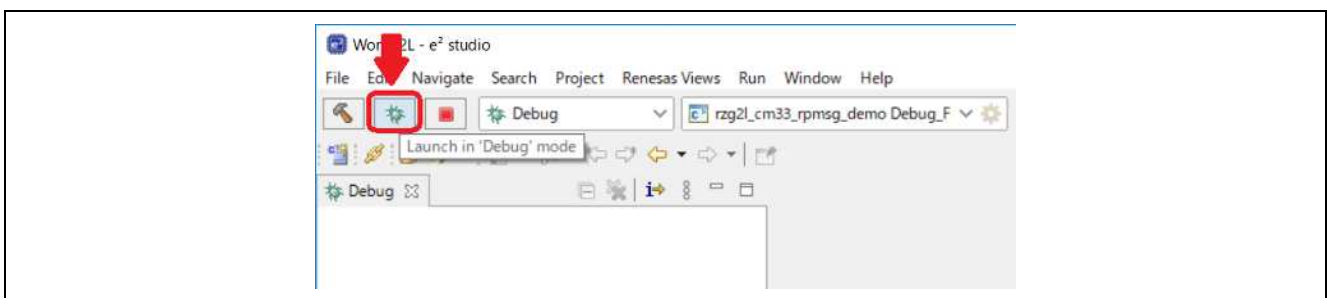 2L - e² studio
File Navigate Search Project Renesas Views Run Window Help
Debug rzg2l_cm33_rpmsg_demo Debug_F
Launch in 'Debug' mode
Debug